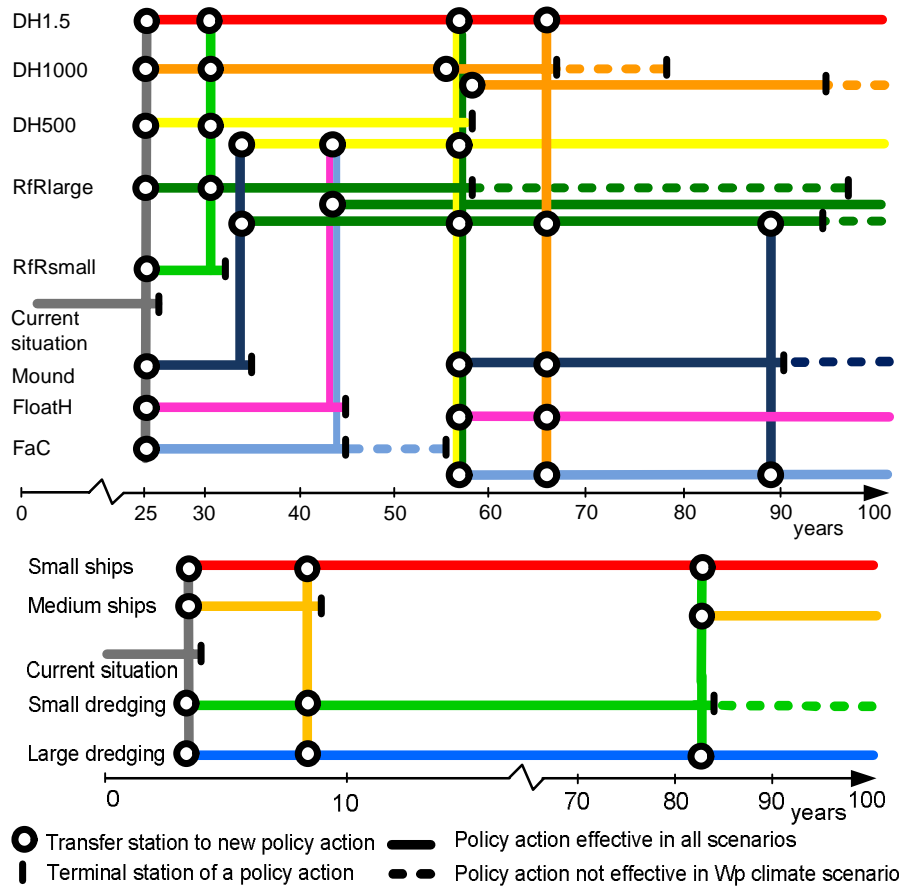 DH1.5
DH1000
DH500
RfRlarge
RfRsmall
Current
situation
Mound
FloatH
FaC
0 25 30 40 50 60 70 80 90 100
years
Small ships
Medium ships
Current situation
Small dredging
Large dredging
0 10 70 80 90 100
years
Transfer station to new policy action
Policy action effective in all scenarios
Terminal station of a policy action
Policy action not effective in Wp climate scenario